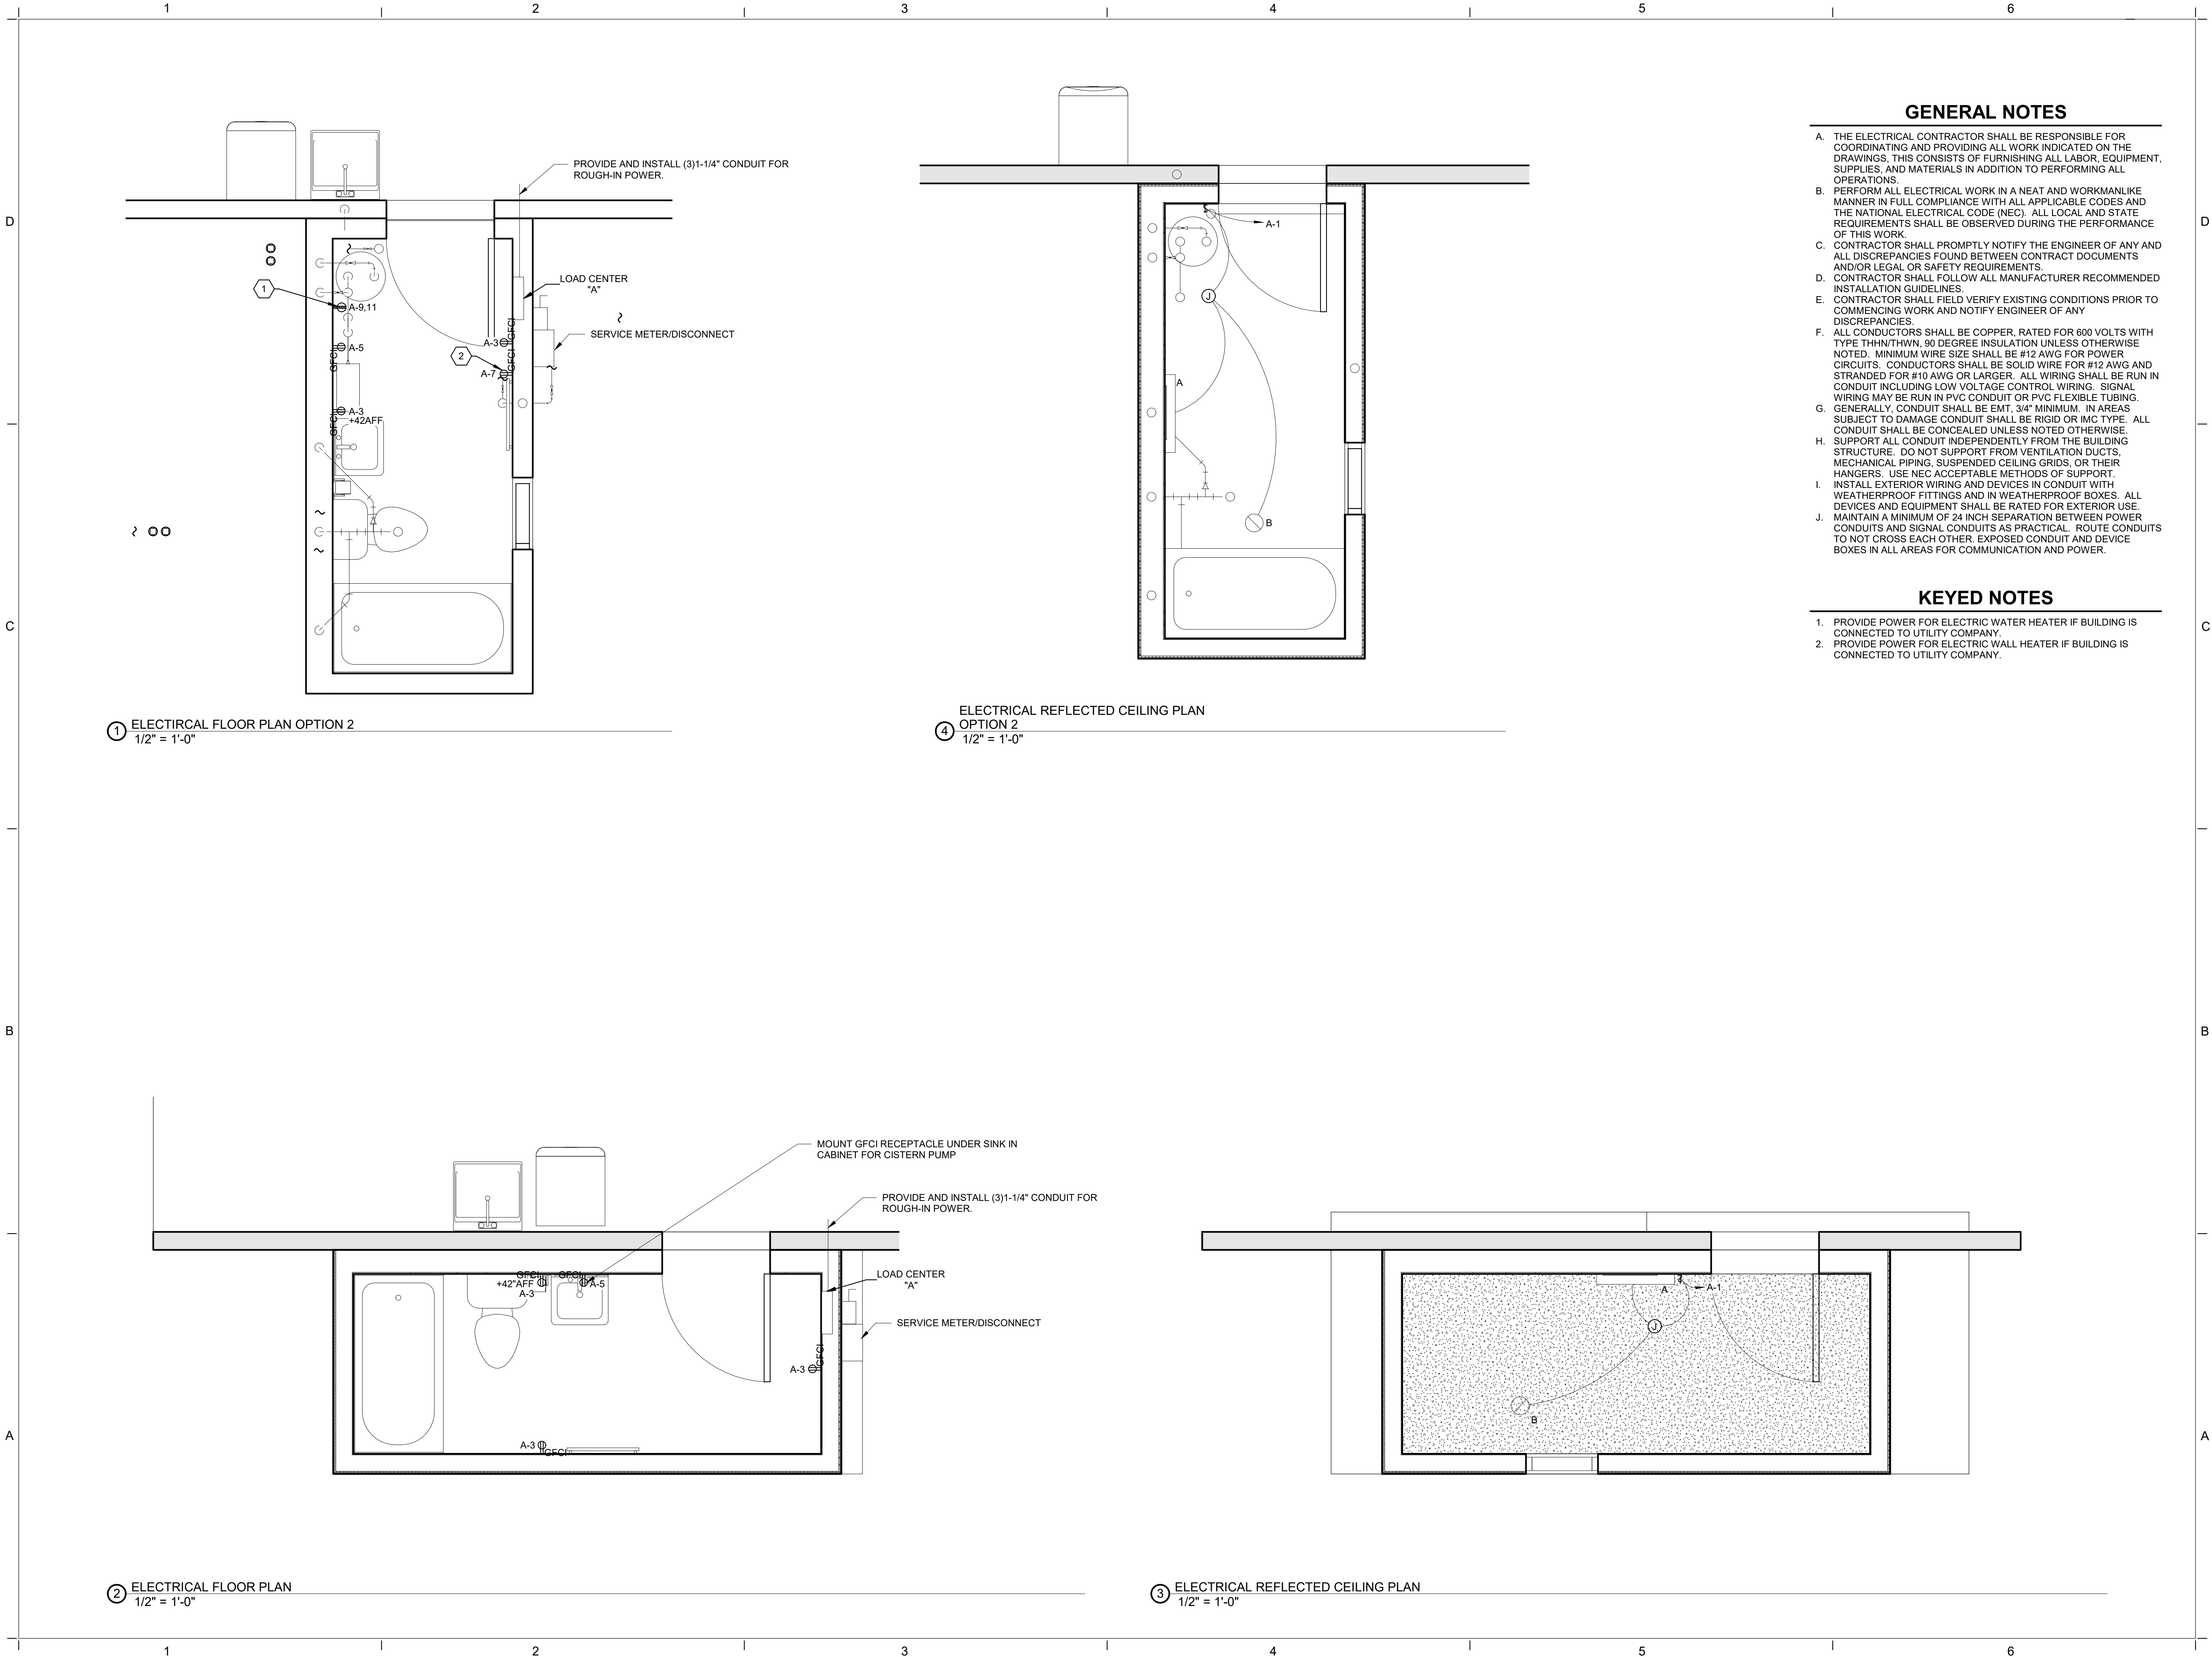 1 2 3 4 5 6
D D
C C
B B
A A
PROVIDE AND INSTALL (3)1-1/4" CONDUIT FOR
ROUGH-IN POWER.
LOAD CENTER
"A"
SERVICE METER/DISCONNECT
1
A-9,11
GFCI
A-5
GFCI
A-3
+42AFF
A-3
GFCI
2
A-7
GFCI
1
ELECTIRCAL FLOOR PLAN OPTION 2
1/2" = 1'-0"
A-1
J
A
B
4
ELECTRICAL REFLECTED CEILING PLAN
OPTION 2
1/2" = 1'-0"
GENERAL NOTES
A. THE ELECTRICAL CONTRACTOR SHALL BE RESPONSIBLE FOR
COORDINATING AND PROVIDING ALL WORK INDICATED ON THE
DRAWINGS, THIS CONSISTS OF FURNISHING ALL LABOR, EQUIPMENT,
SUPPLIES, AND MATERIALS IN ADDITION TO PERFORMING ALL
OPERATIONS.
B. PERFORM ALL ELECTRICAL WORK IN A NEAT AND WORKMANLIKE
MANNER IN FULL COMPLIANCE WITH ALL APPLICABLE CODES AND
THE NATIONAL ELECTRICAL CODE (NEC). ALL LOCAL AND STATE
REQUIREMENTS SHALL BE OBSERVED DURING THE PERFORMANCE
OF THIS WORK.
C. CONTRACTOR SHALL PROMPTLY NOTIFY THE ENGINEER OF ANY AND
ALL DISCREPANCIES FOUND BETWEEN CONTRACT DOCUMENTS
AND/OR LEGAL OR SAFETY REQUIREMENTS.
D. CONTRACTOR SHALL FOLLOW ALL MANUFACTURER RECOMMENDED
INSTALLATION GUIDELINES.
E. CONTRACTOR SHALL FIELD VERIFY EXISTING CONDITIONS PRIOR TO
COMMENCING WORK AND NOTIFY ENGINEER OF ANY
DISCREPANCIES.
F. ALL CONDUCTORS SHALL BE COPPER, RATED FOR 600 VOLTS WITH
TYPE THHN/THWN, 90 DEGREE INSULATION UNLESS OTHERWISE
NOTED. MINIMUM WIRE SIZE SHALL BE #12 AWG FOR POWER
CIRCUITS. CONDUCTORS SHALL BE SOLID WIRE FOR #12 AWG AND
STRANDED FOR #10 AWG OR LARGER. ALL WIRING SHALL BE RUN IN
CONDUIT INCLUDING LOW VOLTAGE CONTROL WIRING. SIGNAL
WIRING MAY BE RUN IN PVC CONDUIT OR PVC FLEXIBLE TUBING.
G. GENERALLY, CONDUIT SHALL BE EMT, 3/4" MINIMUM. IN AREAS
SUBJECT TO DAMAGE CONDUIT SHALL BE RIGID OR IMC TYPE. ALL
CONDUIT SHALL BE CONCEALED UNLESS NOTED OTHERWISE.
H. SUPPORT ALL CONDUIT INDEPENDENTLY FROM THE BUILDING
STRUCTURE. DO NOT SUPPORT FROM VENTILATION DUCTS,
MECHANICAL PIPING, SUSPENDED CEILING GRIDS, OR THEIR
HANGERS. USE NEC ACCEPTABLE METHODS OF SUPPORT.
I. INSTALL EXTERIOR WIRING AND DEVICES IN CONDUIT WITH
WEATHERPROOF FITTINGS AND IN WEATHERPROOF BOXES. ALL
DEVICES AND EQUIPMENT SHALL BE RATED FOR EXTERIOR USE.
J. MAINTAIN A MINIMUM OF 24 INCH SEPARATION BETWEEN POWER
CONDUITS AND SIGNAL CONDUITS AS PRACTICAL. ROUTE CONDUITS
TO NOT CROSS EACH OTHER. EXPOSED CONDUIT AND DEVICE
BOXES IN ALL AREAS FOR COMMUNICATION AND POWER.
KEYED NOTES
1. PROVIDE POWER FOR ELECTRIC WATER HEATER IF BUILDING IS
CONNECTED TO UTILITY COMPANY.
2. PROVIDE POWER FOR ELECTRIC WALL HEATER IF BUILDING IS
CONNECTED TO UTILITY COMPANY.
MOUNT GFCI RECEPTACLE UNDER SINK IN
CABINET FOR CISTERN PUMP
PROVIDE AND INSTALL (3)1-1/4" CONDUIT FOR
ROUGH-IN POWER.
LOAD CENTER
"A"
SERVICE METER/DISCONNECT
GFCI GFCI
+42"AFF
A-3
A-5
A-3
GFCI
A-3
GFCI
2
ELECTRICAL FLOOR PLAN
1/2" = 1'-0"
A
A-1
J
B
3
ELECTRICAL REFLECTED CEILING PLAN
1/2" = 1'-0"
1 2 3 4 5 6